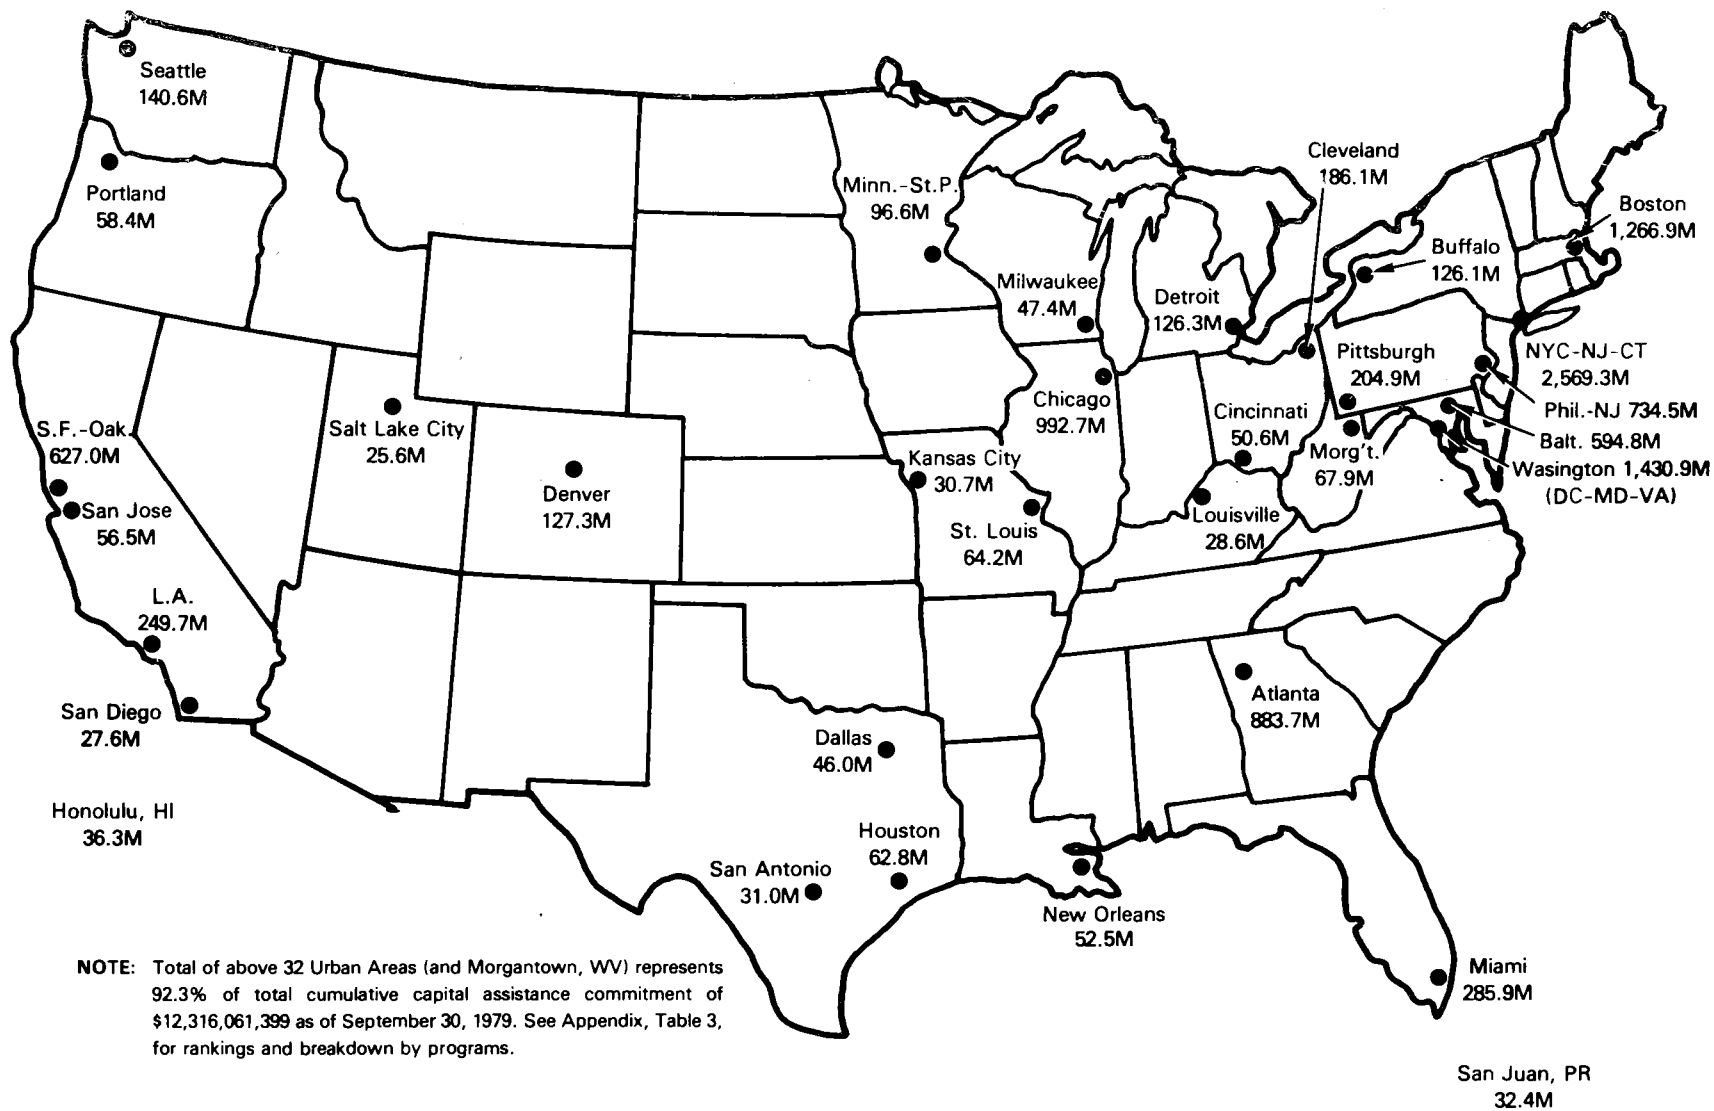 Seattle
140.6M
Portland
58.4M
Minn.-St.P.
96.6M
Cleveland
186.1M
Boston
1,266.9M
Buffalo
126.1M
Milwaukee
47.4M
Detroit
126.3M
Pittsburgh
204.9M
NYC-NJ-CT
2,569.3M
Phil.-NJ 734.5M
Balt. 594.8M
Wasington 1,430.9M
(DC-MD-VA)
Chicago
992.7M
Cincinnati
50.6M
Morg't.
67.9M
S.F.-Oak.
627.0M
San Jose
56.5M
Salt Lake City
25.6M
Denver
127.3M
Kansas City
30.7M
St. Louis
64.2M
Louisville
28.6M
L.A.
249.7M
San Diego
27.6M
Atlanta
883.7M
Dallas
46.0M
Honolulu, HI
36.3M
Houston
62.8M
San Antonio
31.0M
New Orleans
52.5M
Miami
285.9M
NOTE: Total of above 32 Urban Areas (and Morgantown, WV) represents
92.3% of total cumulative capital assistance commitment of
$12,316,061,399 as of September 30, 1979. See Appendix, Table 3,
for rankings and breakdown by programs.
San Juan, PR
32.4M